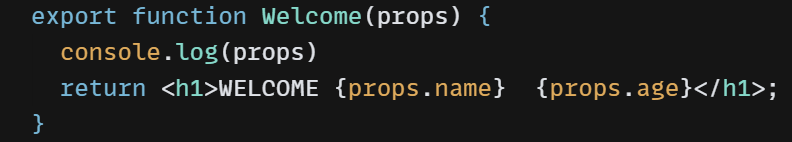 export function Welcome(props) {
  console.log(props)
  return <h1>WELCOME {props.name}  {props.age}</h1>;
}